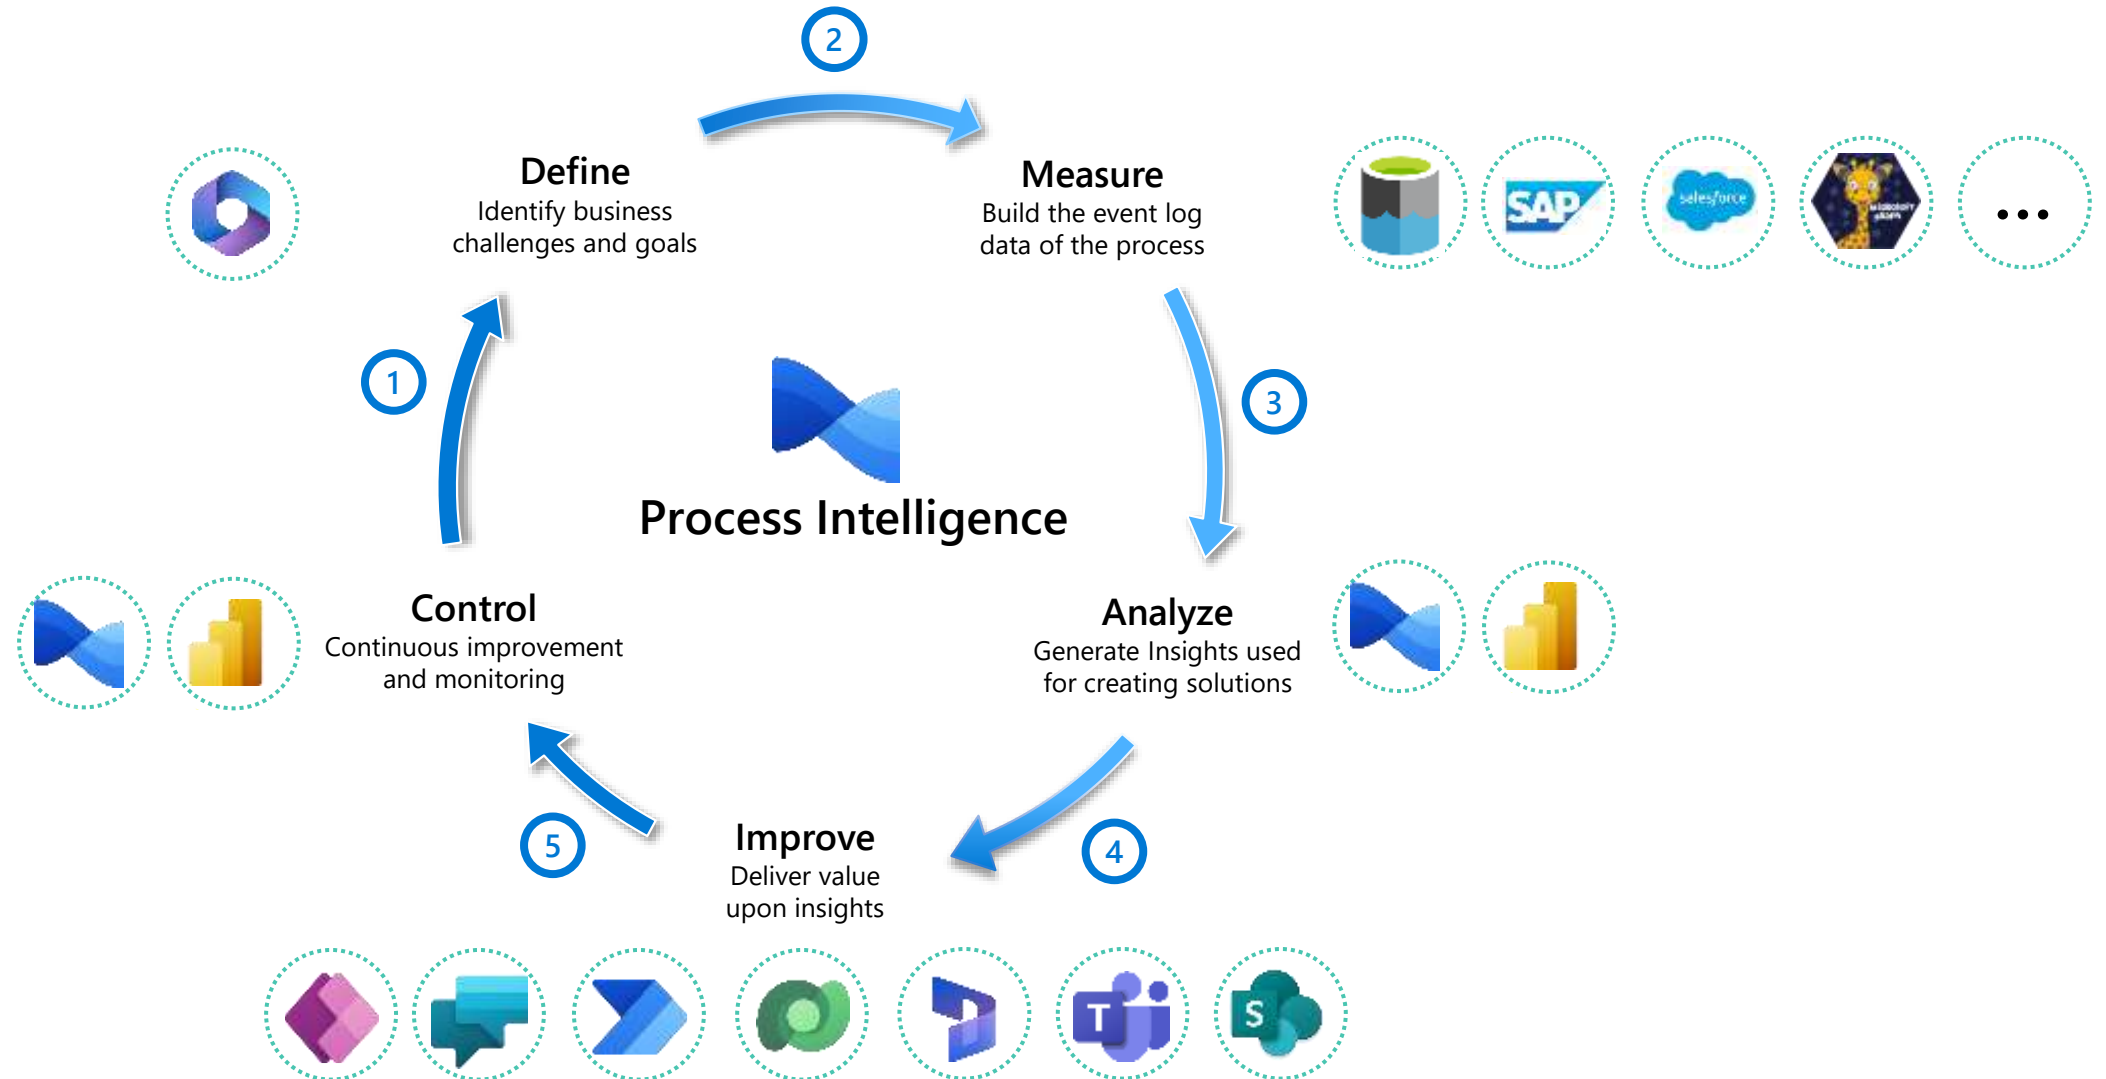 2
Define
Identify business
challenges and goals
Measure
Build the event log
data of the process
SAP
salesforce
...
1
3
Process Intelligence
Control
Continuous improvement
and monitoring
Analyze
Generate Insights used
for creating solutions
5
4
Improve
Deliver value
upon insights
T
S